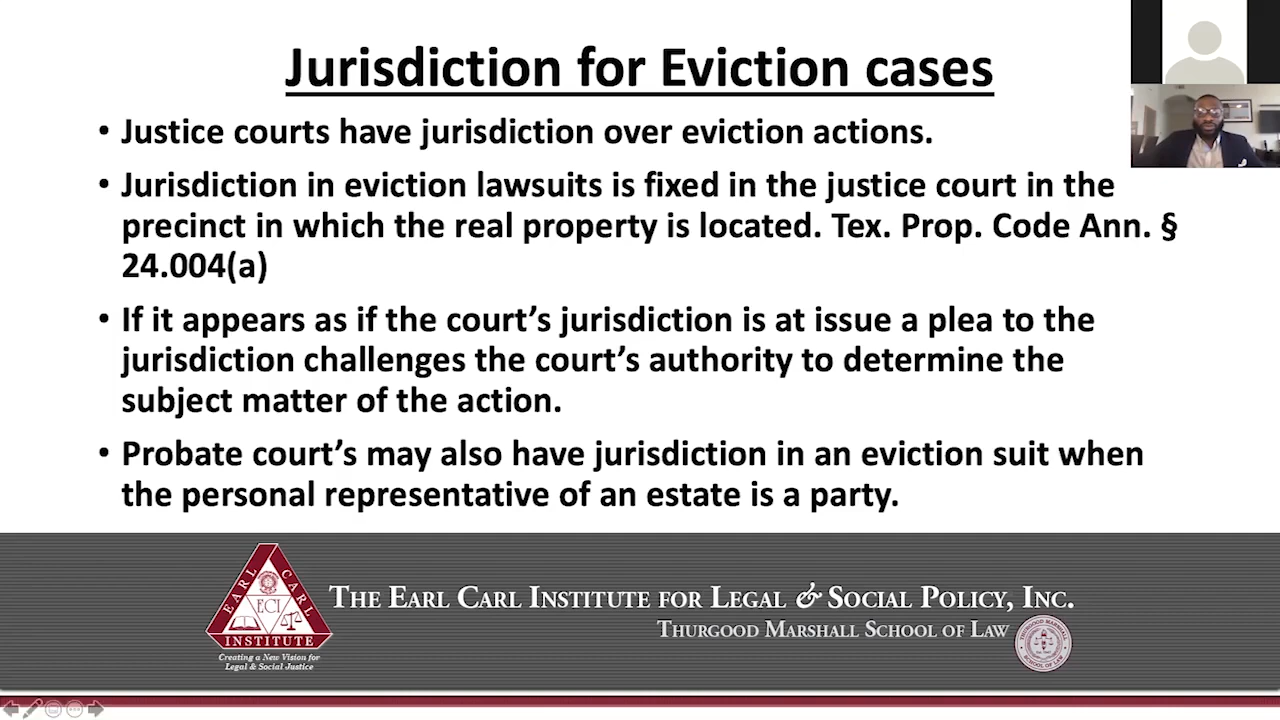 Jurisdiction for Eviction cases
• Justice courts have jurisdiction over eviction actions.
• Jurisdiction in eviction lawsuits is fixed in the justice court in the
precinct in which the real property is located. Tex. Prop. Code Ann. §
24.004(a)
• If it appears as if the court’s jurisdiction is at issue a plea to the
jurisdiction challenges the court’s authority to determine the
subject matter of the action.
• Probate court’s may also have jurisdiction in an eviction suit when
the personal representative of an estate is a party.
EARL CARL
ECI
INSTITUTE
Creating a New Vision for
Legal & Social Justice
THE EARL CARL INSTITUTE FOR LEGAL & SOCIAL POLICY, INC.
THURGOOD MARSHALL SCHOOL OF LAW
THURGOOD MARSHALL
SCHOOL OF LAW